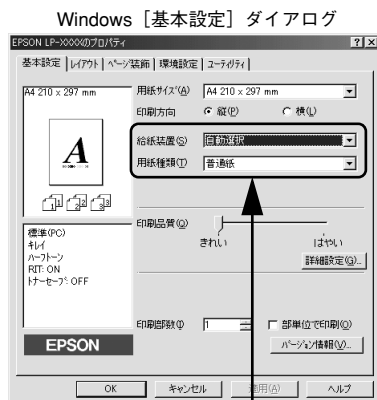 Windows［基本設定］ダイアログ
EPSON LP-XXXXのプロパティ
基本設定 レイアウト ページ装飾 環境設定 ユーティリティ
A4 210 x 297 mm
用紙サイズ(A) A4 210 x 297 mm
印刷方向 縦(P) 横(L)
給紙装置(S) 自動選択
用紙種類(T) 普通紙
A
1 1 2 2 3 3
印刷品質(Q)
きれい はやい
詳細設定(G)...
標準(PC)
キレイ
ハーフトーン
RIT: ON
トナーセーブ: OFF
印刷部数(I) 1 部単位で印刷(O)
バージョン情報(V)...
EPSON
OK キャンセル 適用(A) ヘルプ